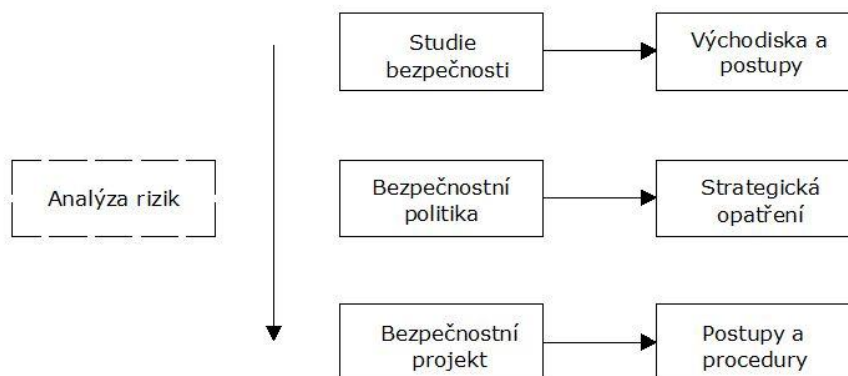 Studie
bezpečnosti
Východiska a
postupy
Analýza rizik
Bezpečnostní
politika
Strategická
opatření
Bezpečnostní
projekt
Postupy a
procedury